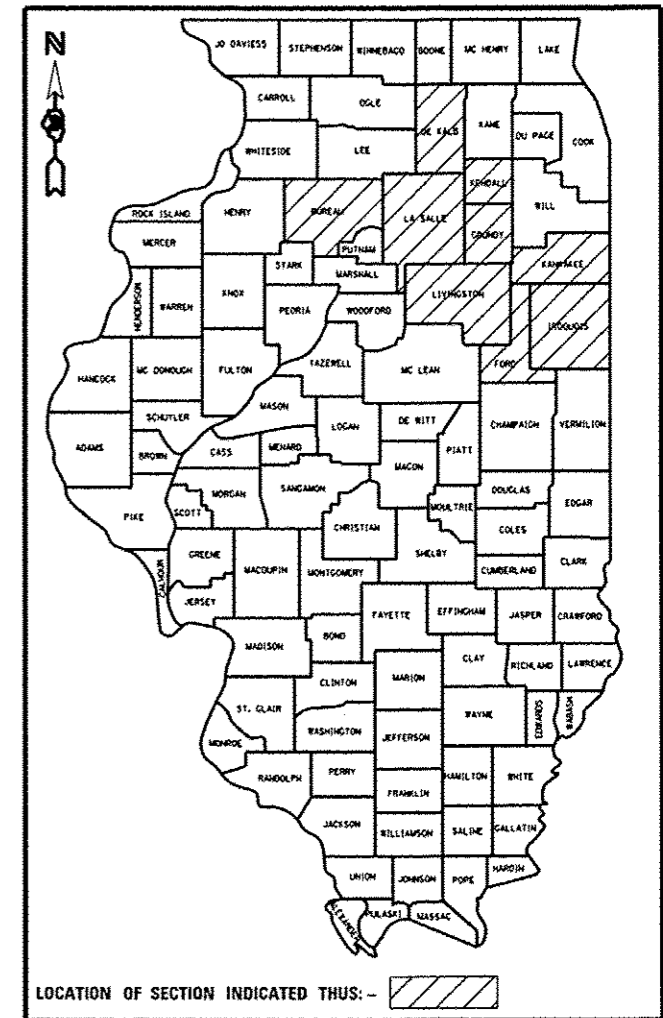 N
JO DAVIESS STEPHENSON WINNEBAGO BOONE MC HENRY LAKE
CARROLL OGLE DE KALB KANE DU PAGE COOK
WHITESIDE LEE
KENDALL WILL
ROCK ISLAND HENRY BUREAU LA SALLE GRUNDY
MERCER PUTNAM KANKAKEE
STARK MARSHALL
HENDERSON WARREN KNOX PEORIA WOODFORD LIVINGSTON IROQUOIS
FORD
HANCOCK MC DONOUGH FULTON TAZEWELL MC LEAN
MASON
SCHUYLER LOGAN DE WITT CHAMPAIGN VERMILION
ADAMS BROWN CASS MENARD MACON PIATT
MORGAN SANGAMON DOUGLAS EDGAR
PIKE SCOTT CHRISTIAN MOULTRIE COLES
GREENE MACOUPIN MONTGOMERY SHELBY CUMBERLAND CLARK
CALHOUN JERSEY
FAYETTE EFFINGHAM JASPER CRAWFORD
MADISON BOND
CLAY RICHLAND LAWRENCE
CLINTON MARION
ST. CLAIR WAYNE EDWARDS WABASH
MONROE WASHINGTON JEFFERSON
RANDOLPH PERRY HAMILTON WHITE
FRANKLIN
JACKSON WILLIAMSON SALINE GALLATIN
UNION JOHNSON POPE HARDIN
ALEXANDER PULASKI MASSAC
LOCATION OF SECTION INDICATED THUS: -